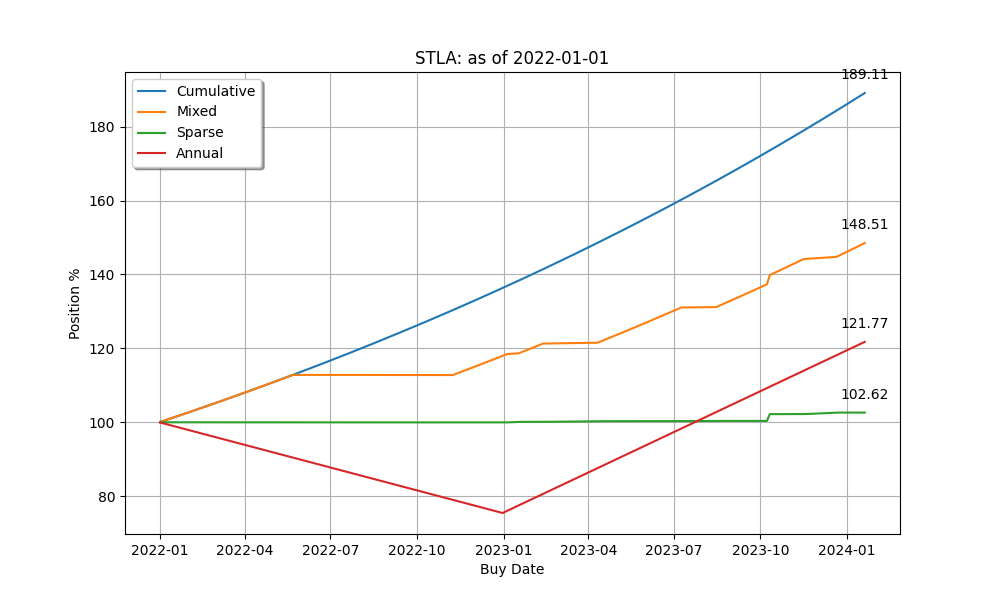 STLA: as of 2022-01-01
189.11
Cumulative
Mixed
Sparse
Annual
180
160
148.51
140
Position %
121.77
120
102.62
100
80
2022-01 2022-04 2022-07 2022-10 2023-01 2023-04 2023-07 2023-10 2024-01
Buy Date